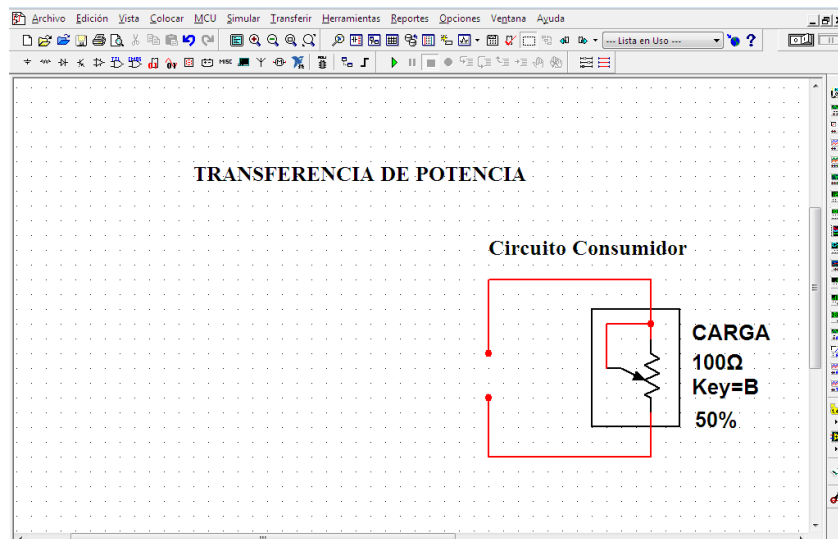 Archivo Edición Vista Colocar MCU Simular Transferir Herramientas Reportes Opciones Ventana Ayuda
--- Lista en Uso ---
MISC
TRANSFERENCIA DE POTENCIA
Circuito Consumidor
CARGA
100Ω
Key=B
50%